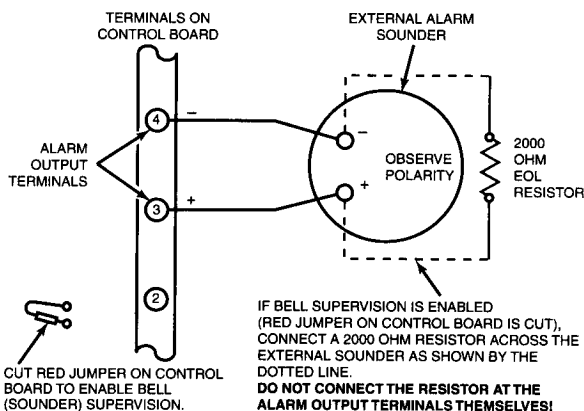 TERMINALS ON
CONTROL BOARD
EXTERNAL ALARM
SOUNDER
4
−
−
ALARM
OUTPUT
TERMINALS
OBSERVE
POLARITY
2000
OHM
EOL
RESISTOR
3
+
+
2
CUT RED JUMPER ON CONTROL
BOARD TO ENABLE BELL
(SOUNDER) SUPERVISION.
IF BELL SUPERVISION IS ENABLED
(RED JUMPER ON CONTROL BOARD IS CUT),
CONNECT A 2000 OHM RESISTOR ACROSS THE
EXTERNAL SOUNDER AS SHOWN BY THE
DOTTED LINE.
DO NOT CONNECT THE RESISTOR AT THE
ALARM OUTPUT TERMINALS THEMSELVES!